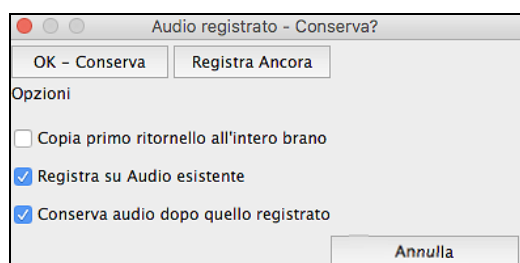 Audio registrato - Conserva?
OK - Conserva Registra Ancora
Opzioni
Copia primo ritornello all'intero brano
Registra su Audio esistente
Conserva audio dopo quello registrato
Annulla